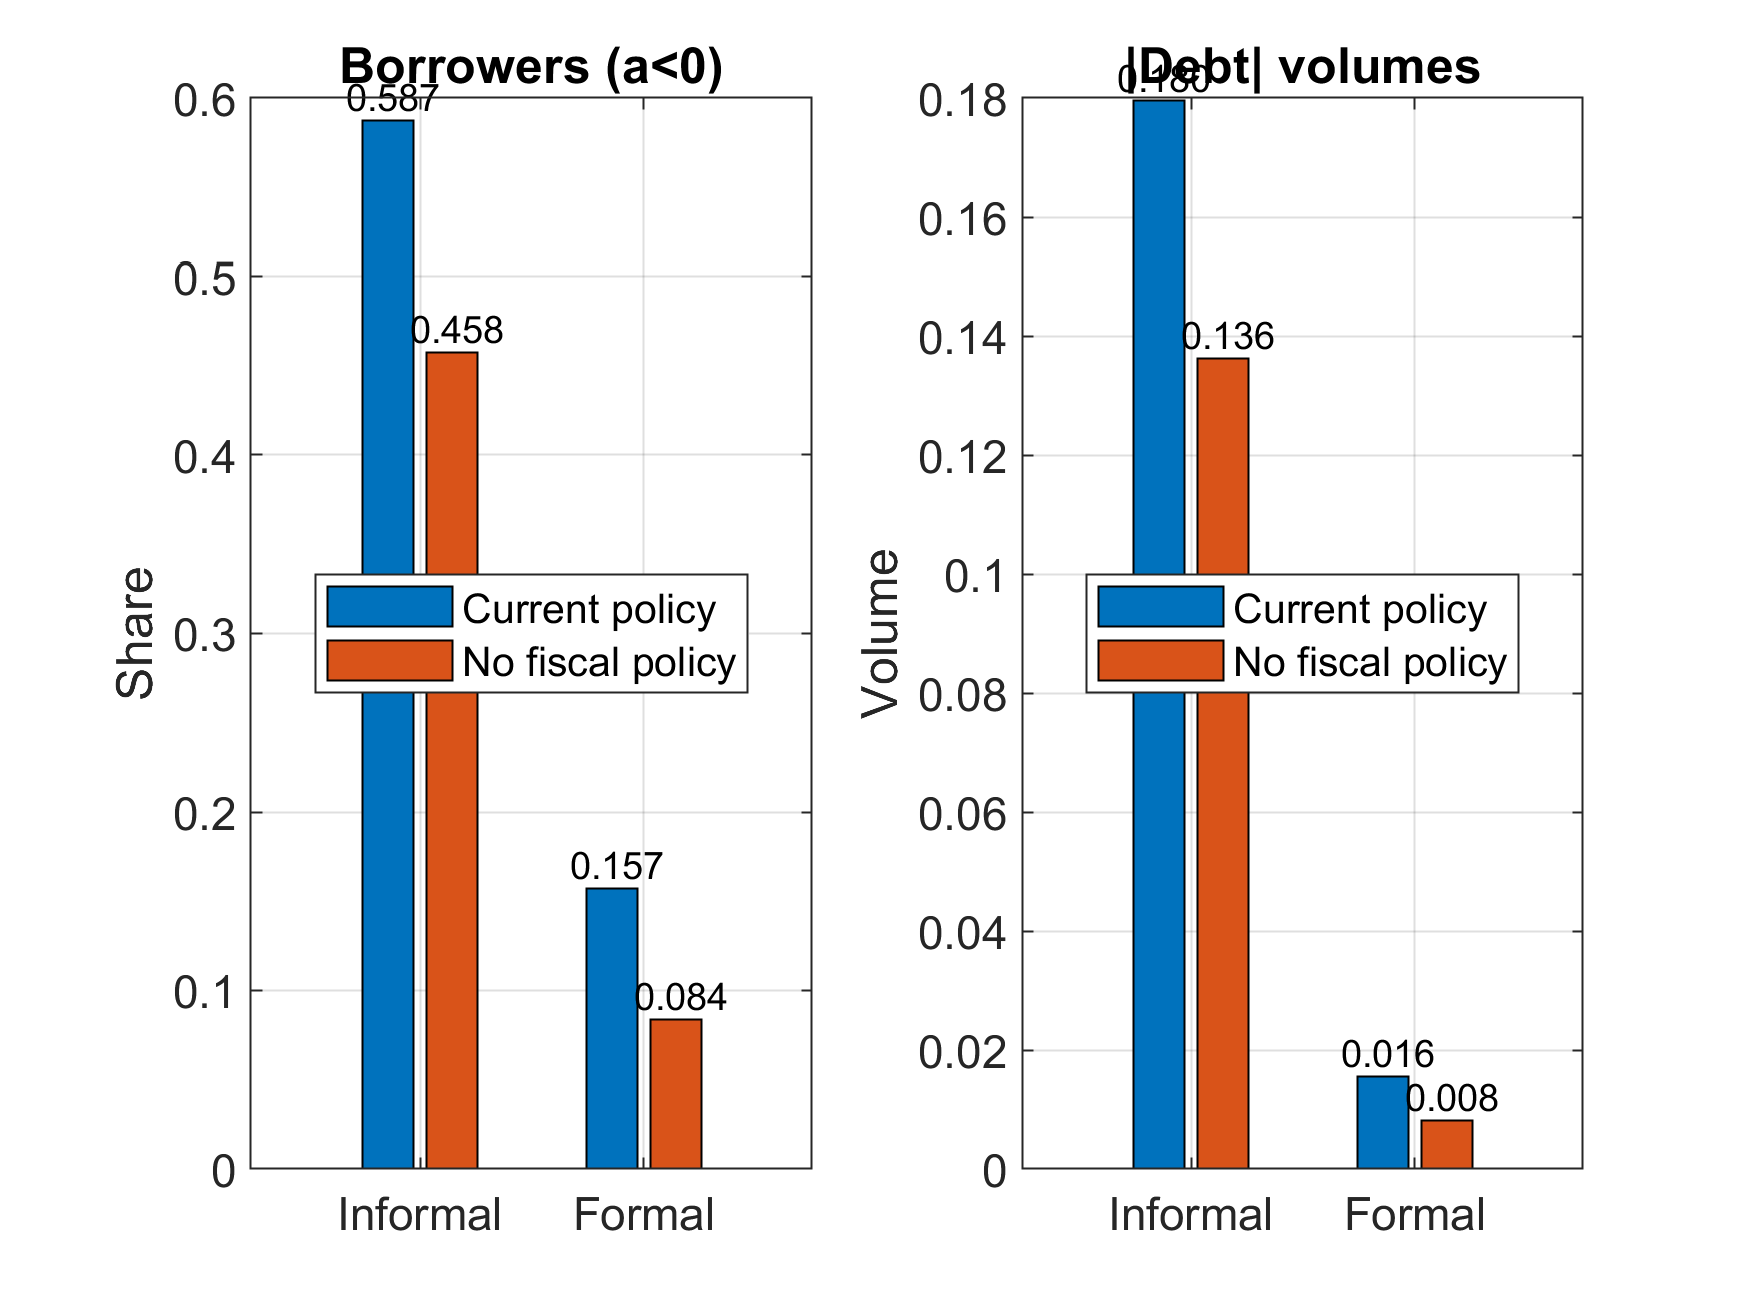 Borrowers (a<0)
0.6
0.5
0.4
0.3
0.2
0.1
0
Share
0.587
0.458
0.157
0.084
Current policy
No fiscal policy
Informal
Formal
|Debt| volumes
0.18
0.16
0.14
0.12
0.1
0.08
0.06
0.04
0.02
0
Volume
0.180
0.136
0.016
0.008
Current policy
No fiscal policy
Informal
Formal